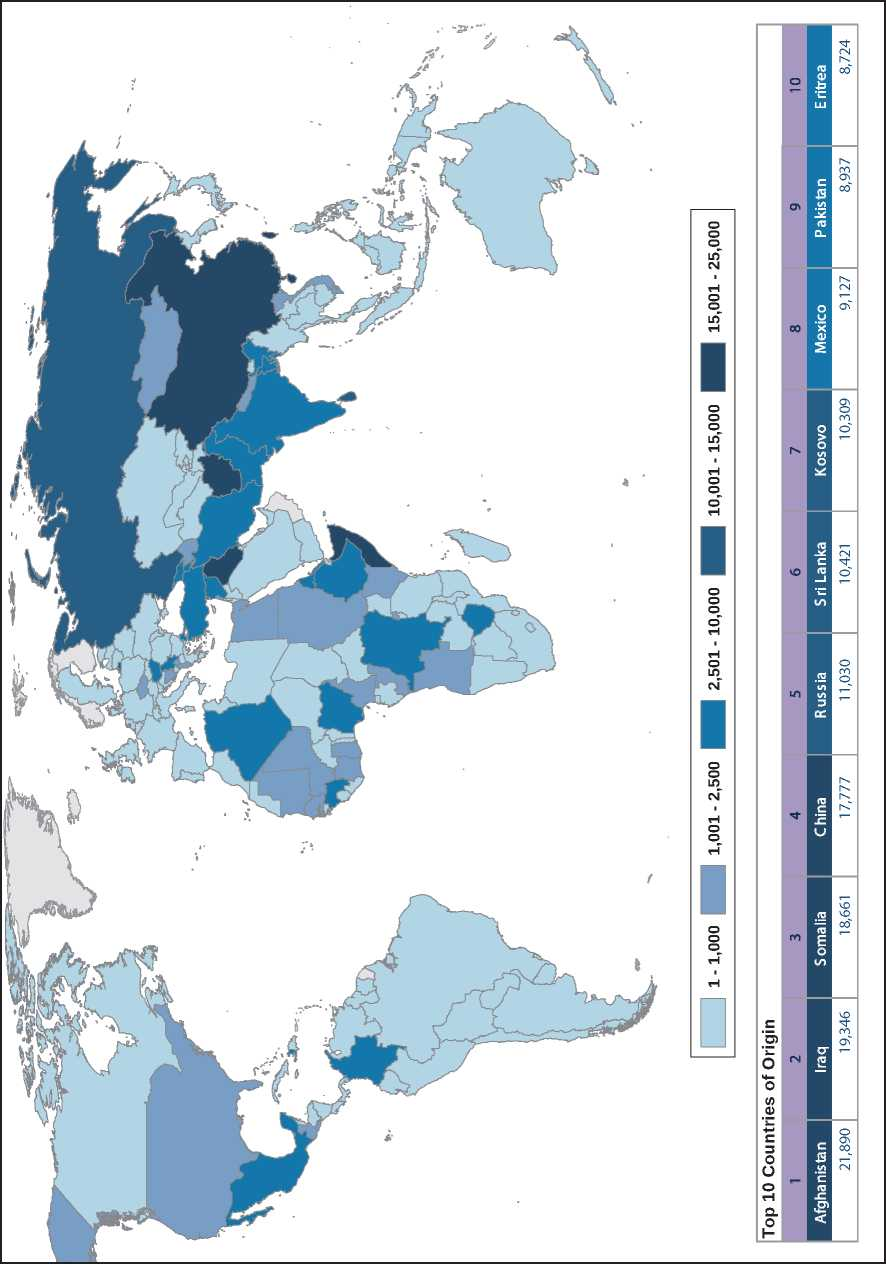 1 - 1,000 1,001 - 2,500 2,501 - 10,000 10,001 - 15,000 15,001 - 25,000
Top 10 Countries of Origin
1 2 3 4 5 6 7 8 9 10
Afghanistan Iraq Somalia China Russia Sri Lanka Kosovo Mexico Pakistan Eritrea
21,890 19,346 18,661 17,777 11,030 10,421 10,309 9,127 8,937 8,724